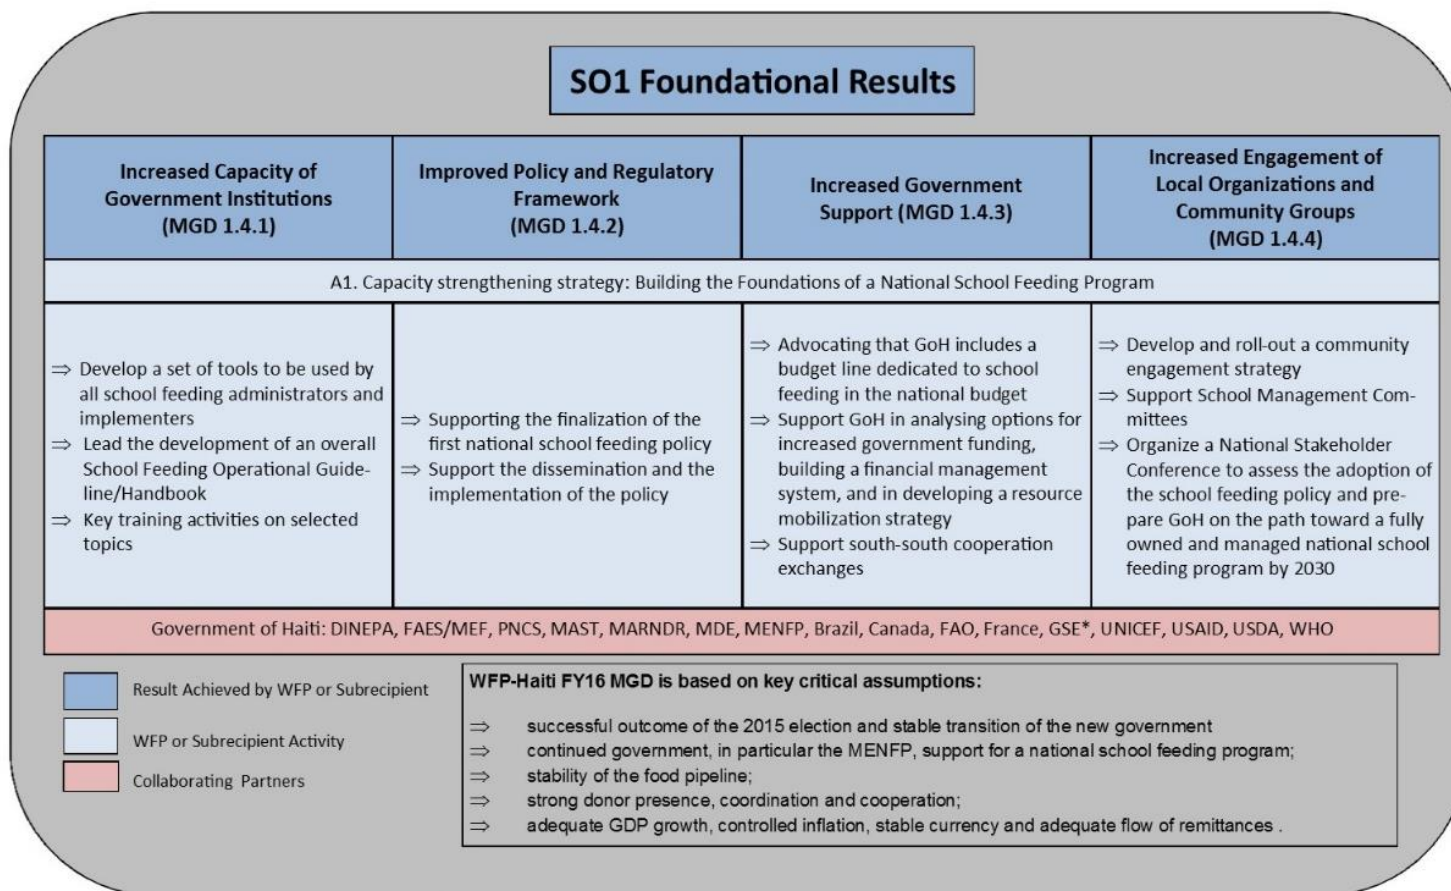 SO1 Foundational Results
Increased Capacity of
Government Institutions
(MGD 1.4.1)
Improved Policy and Regulatory
Framework
(MGD 1.4.2)
Increased Government
Support (MGD 1.4.3)
Increased Engagement of
Local Organizations and
Community Groups
(MGD 1.4.4)
A1. Capacity strengthening strategy: Building the Foundations of a National School Feeding Program
⇒ Develop a set of tools to be used by
all school feeding administrators and
implementers
⇒ Lead the development of an overall
School Feeding Operational Guide-
line/Handbook
⇒ Key training activities on selected
topics
⇒ Supporting the finalization of the
first national school feeding policy
⇒ Support the dissemination and the
implementation of the policy
⇒ Advocating that GoH includes a
budget line dedicated to school
feeding in the national budget
⇒ Support GoH in analysing options for
increased government funding,
building a financial management
system, and in developing a resource
mobilization strategy
⇒ Support south-south cooperation
exchanges
⇒ Develop and roll-out a community
engagement strategy
⇒ Support School Management Com-
mittees
⇒ Organize a National Stakeholder
Conference to assess the adoption of
the school feeding policy and pre-
pare GoH on the path toward a fully
owned and managed national school
feeding program by 2030
Government of Haiti: DINEPA, FAES/MEF, PNCS, MAST, MARNDR, MDE, MENFP, Brazil, Canada, FAO, France, GSE*, UNICEF, USAID, USDA, WHO
Result Achieved by WFP or Subrecipient
WFP or Subrecipient Activity
Collaborating Partners
WFP-Haiti FY16 MGD is based on key critical assumptions:
⇒ successful outcome of the 2015 election and stable transition of the new government
⇒ continued government, in particular the MENFP, support for a national school feeding program;
⇒ stability of the food pipeline;
⇒ strong donor presence, coordination and cooperation;
⇒ adequate GDP growth, controlled inflation, stable currency and adequate flow of remittances .